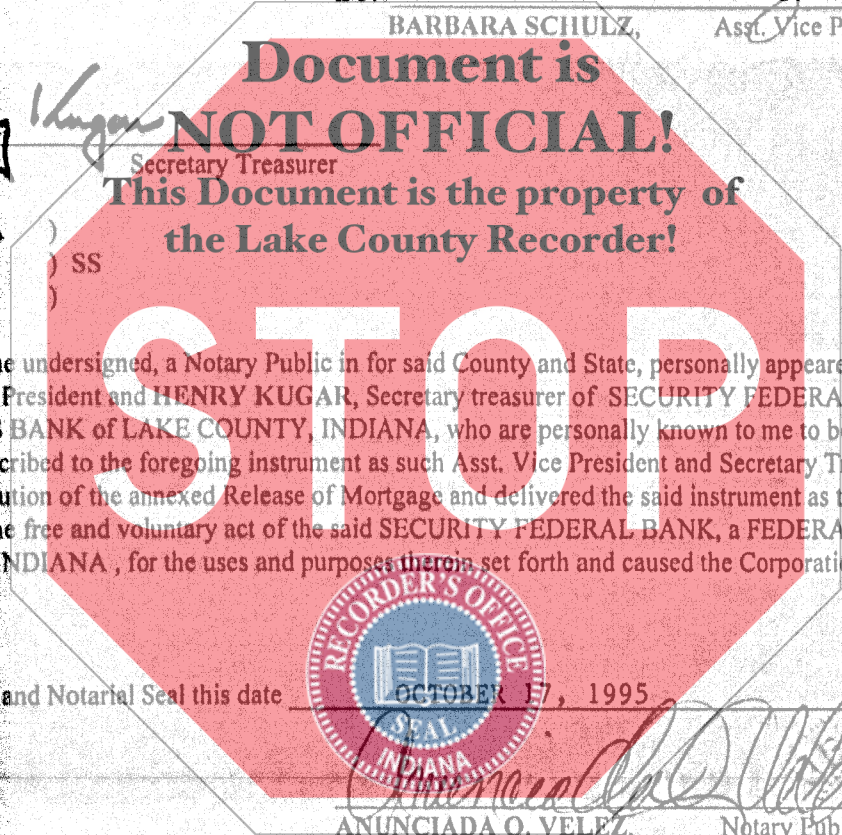 BARBARA SCHULZ, Asst. Vice P
Document is
Kugar
NOT OFFICIAL!
Secretary Treasurer
This Document is the property of
the Lake County Recorder!
)
) SS
)
STOP
e undersigned, a Notary Public in for said County and State, personally appeare
President and HENRY KUGAR, Secretary treasurer of SECURITY FEDERA
BANK of LAKE COUNTY, INDIANA, who are personally known to me to b
cribed to the foregoing instrument as such Asst. Vice President and Secretary T
ution of the annexed Release of Mortgage and delivered the said instrument as t
e free and voluntary act of the said SECURITY FEDERAL BANK, a FEDERA
NDIANA , for the uses and purposes therein set forth and caused the Corporati
RECORDER'S OFFICE
SEAL
INDIANA
and Notarial Seal this date OCTOBER 17, 1995
ANUNCIADA O. VELEZ, Notary Pub